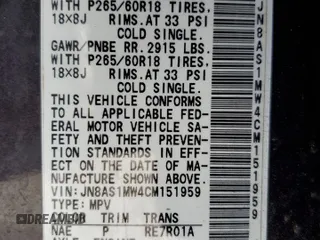 WITH P265/60R18 TIRES,
18X8J RIMS.AT 33 PSI
COLD SINGLE.
GAWR/PNBE RR.2915 LBS.
WITH P265/60R18 TIRES,
18X8J RIMS.AT 33 PSI
COLD SINGLE.
THIS VEHICLE CONFORMS
TO ALL APPLICABLE FED-
ERAL MOTOR VEHICLE SA-
FETY AND THEFT PREVEN-
TION STANDARDS IN EFF-
ECT ON THE DATE OF MA-
NUFACTURE SHOWN ABOVE.
VIN:JN8AS1MW4CM151959
TYPE: MPV
COLOR TRIM TRANS
NAE P RE7R01A
JN8AS1MW4CM151959
DREAMBID